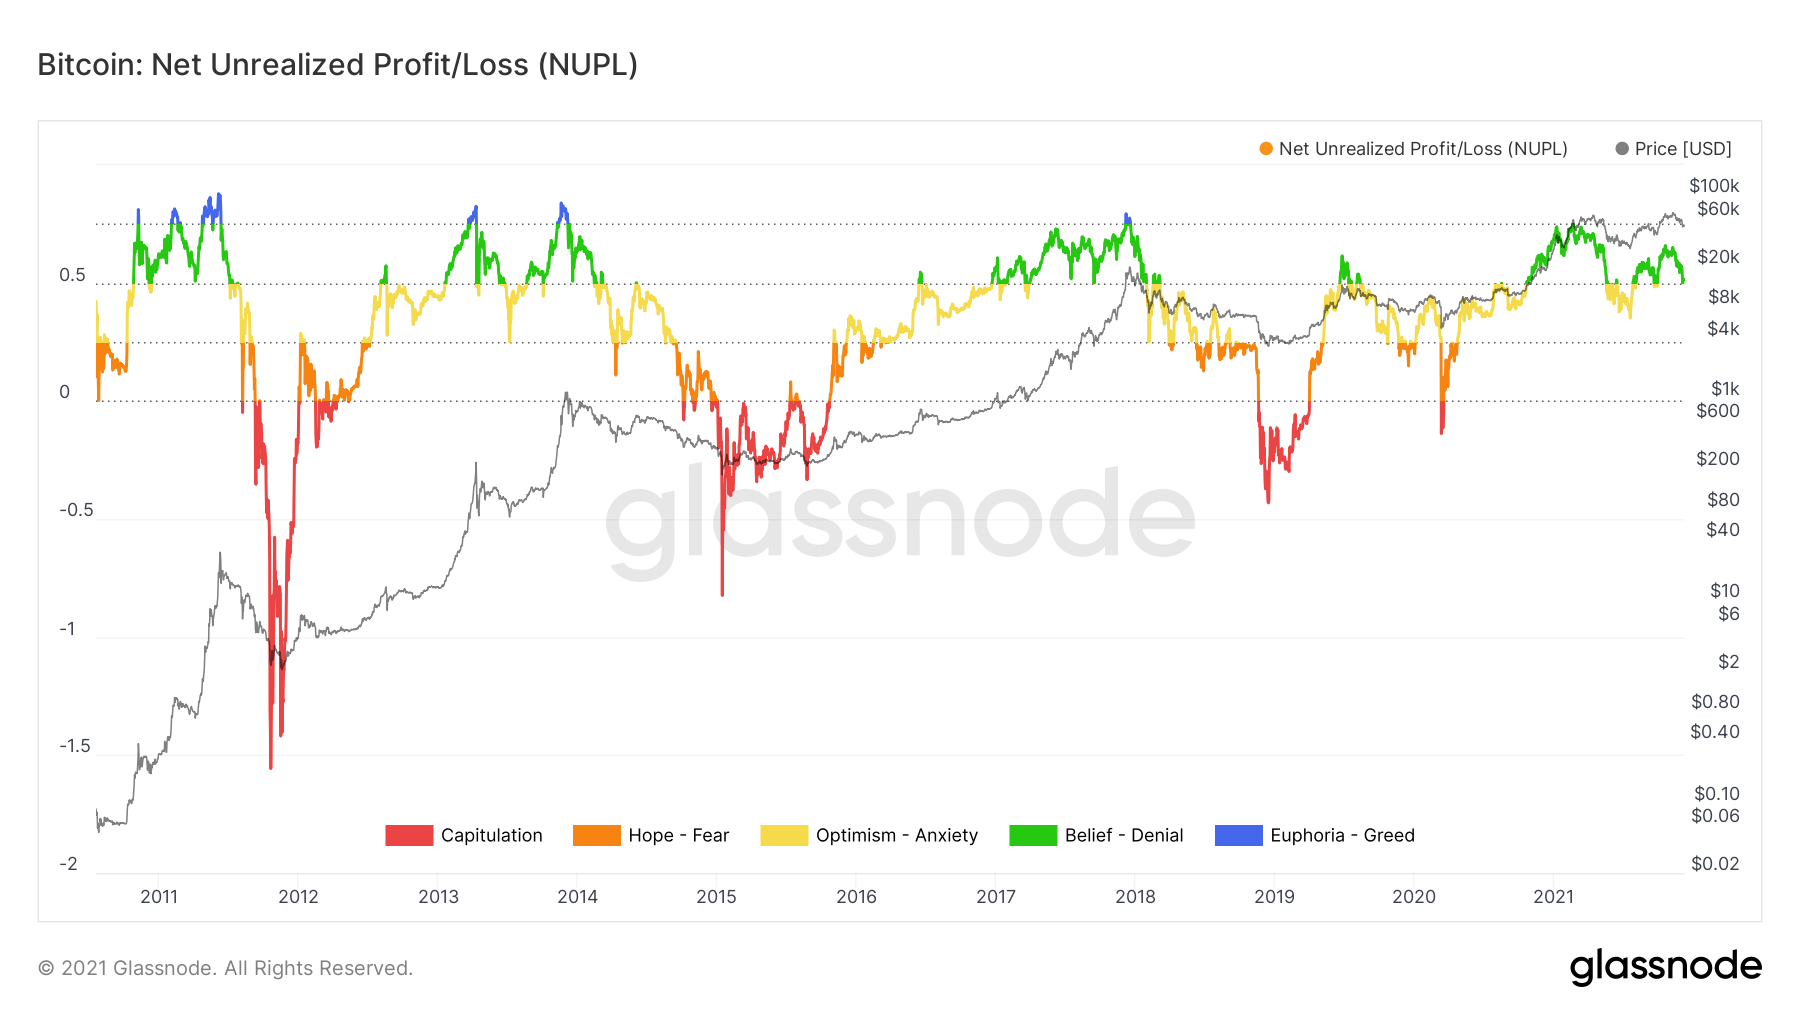 Bitcoin: Net Unrealized Profit/Loss (NUPL)
Net Unrealized Profit/Loss (NUPL) Price [USD]
$100k
$60k
0.5
$20k
$8k
$4k
0
$1k
$600
$200
-0.5
$80
$40
glassnode
$10
$6
-1
$2
$0.80
$0.40
-1.5
$0.10
$0.06
Capitulation Hope - Fear Optimism - Anxiety Belief - Denial Euphoria - Greed
-2
$0.02
2011 2012 2013 2014 2015 2016 2017 2018 2019 2020 2021
© 2021 Glassnode. All Rights Reserved.
glassnode